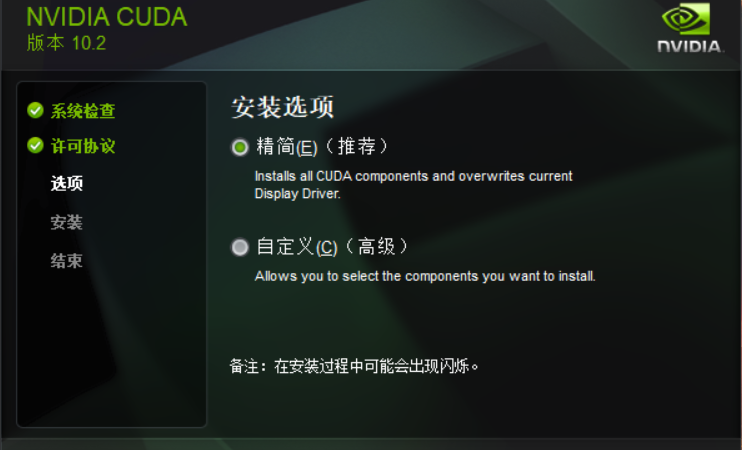 NVIDIA CUDA
版本 10.2
NVIDIA
系统检查
许可协议
选项
安装
结束
安装选项
精简(E)（推荐）
Installs all CUDA components and overwrites current
Display Driver.
自定义(C)（高级）
Allows you to select the components you want to install.
备注：在安装过程中可能会出现闪烁。